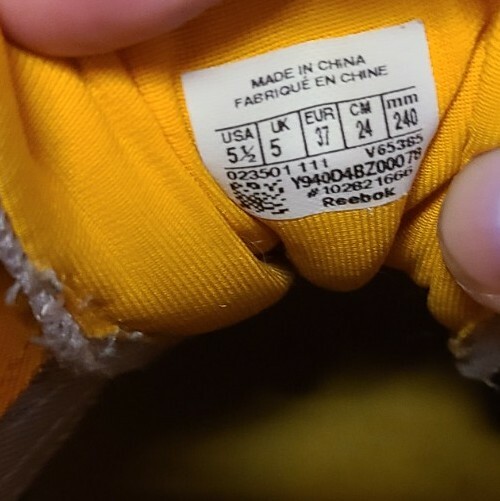 MADE IN CHINA
FABRIQUÉ EN CHINE
USA UK EUR CM mm
5½ 5 37 24 240
023501 111 V65385
Y940D4BZ00078
#102821666
Reebok